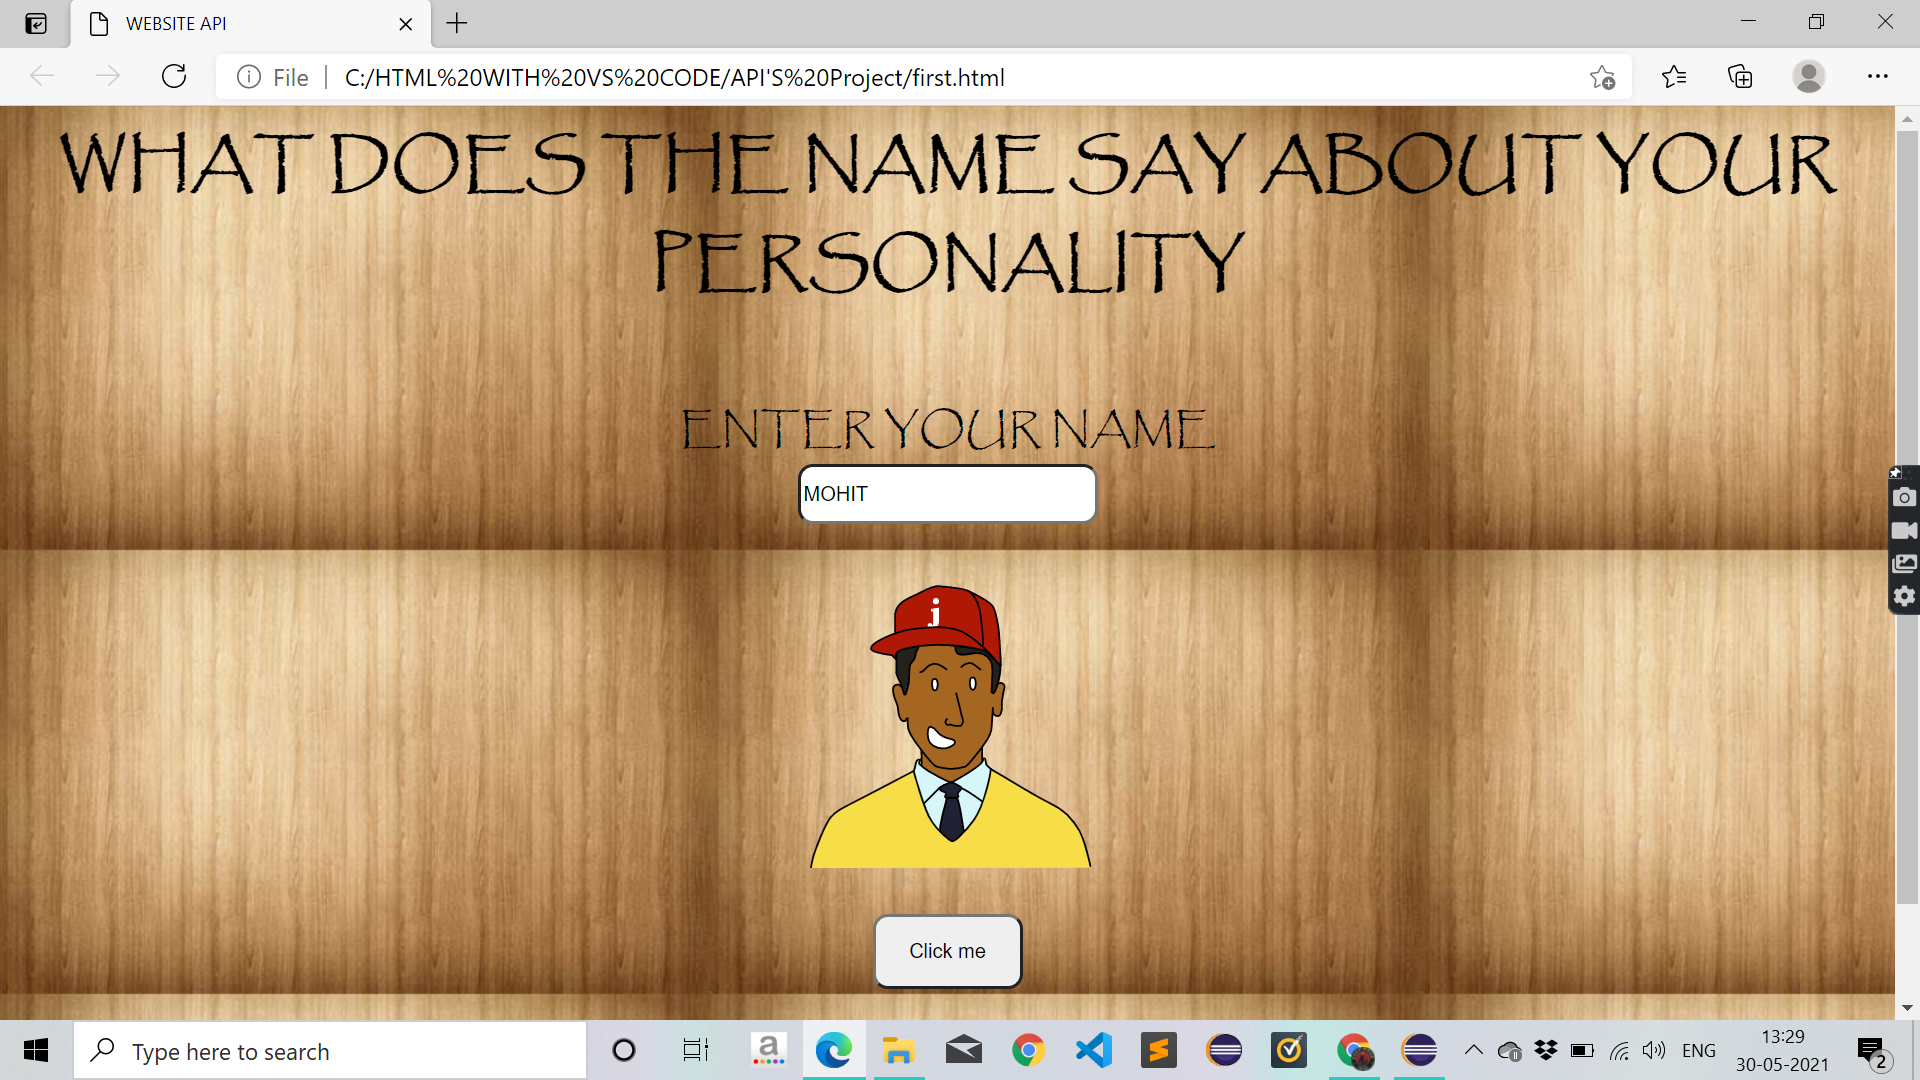 WEBSITE API
File
C:/HTML%20WITH%20VS%20CODE/API'S%20Project/first.html
WHAT DOES THE NAME SAY ABOUT YOUR
PERSONALITY
ENTER YOUR NAME
MOHIT
j
Click me
Type here to search
a
ENG
13:29
30-05-2021
2